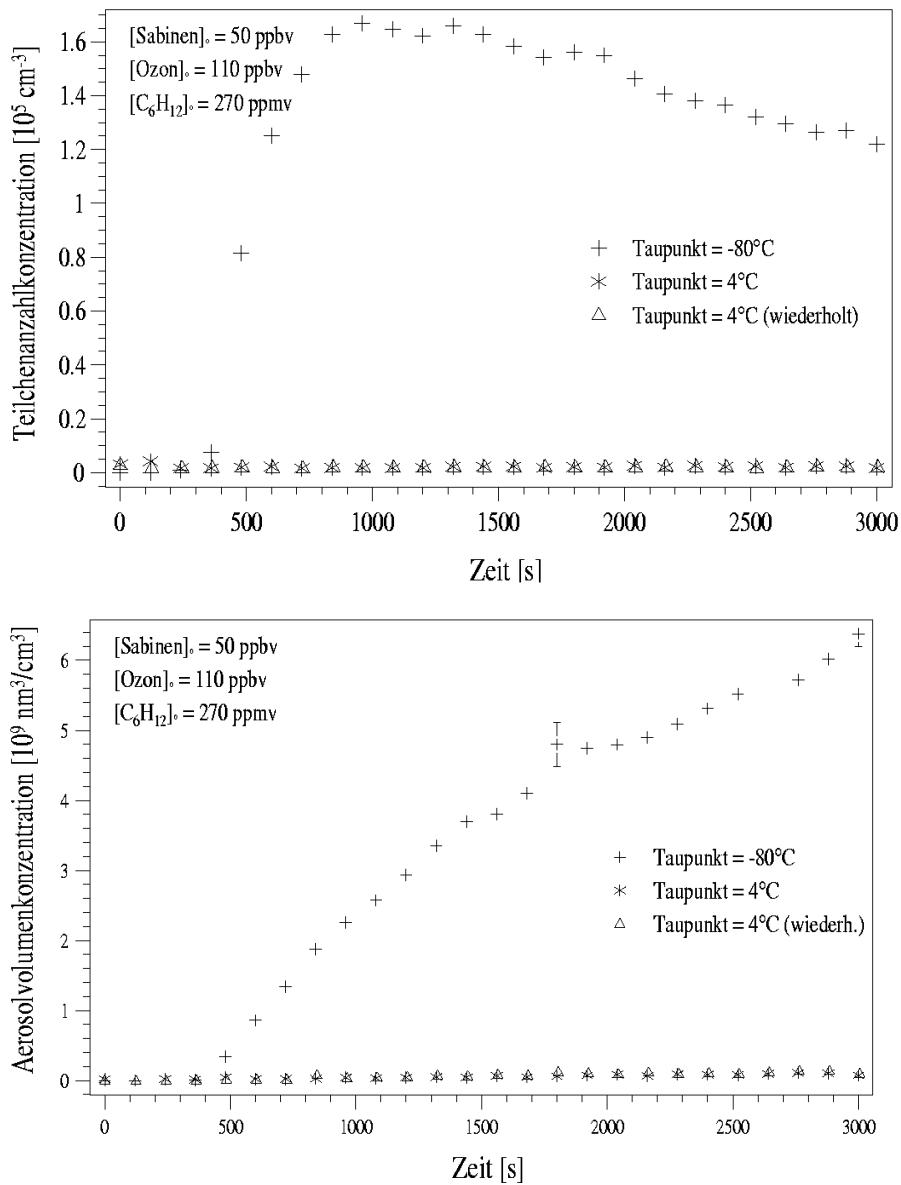 [Sabinen]₀ = 50 ppbv
[Ozon]₀ = 110 ppbv
[C₆H₁₂]₀ = 270 ppmv
Teilchenanzahlkonzentration [10⁵ cm⁻³]
1.6
1.4
1.2
1
0.8
0.6
0.4
0.2
0
Taupunkt = -80°C
Taupunkt = 4°C
Taupunkt = 4°C (wiederholt)
0 500 1000 1500 2000 2500 3000
Zeit [s]
[Sabinen]₀ = 50 ppbv
[Ozon]₀ = 110 ppbv
[C₆H₁₂]₀ = 270 ppmv
Aerosolvolumenkonzentration [10⁹ nm³/cm³]
6
5
4
3
2
1
0
Taupunkt = -80°C
Taupunkt = 4°C
Taupunkt = 4°C (wiederh.)
0 500 1000 1500 2000 2500 3000
Zeit [s]